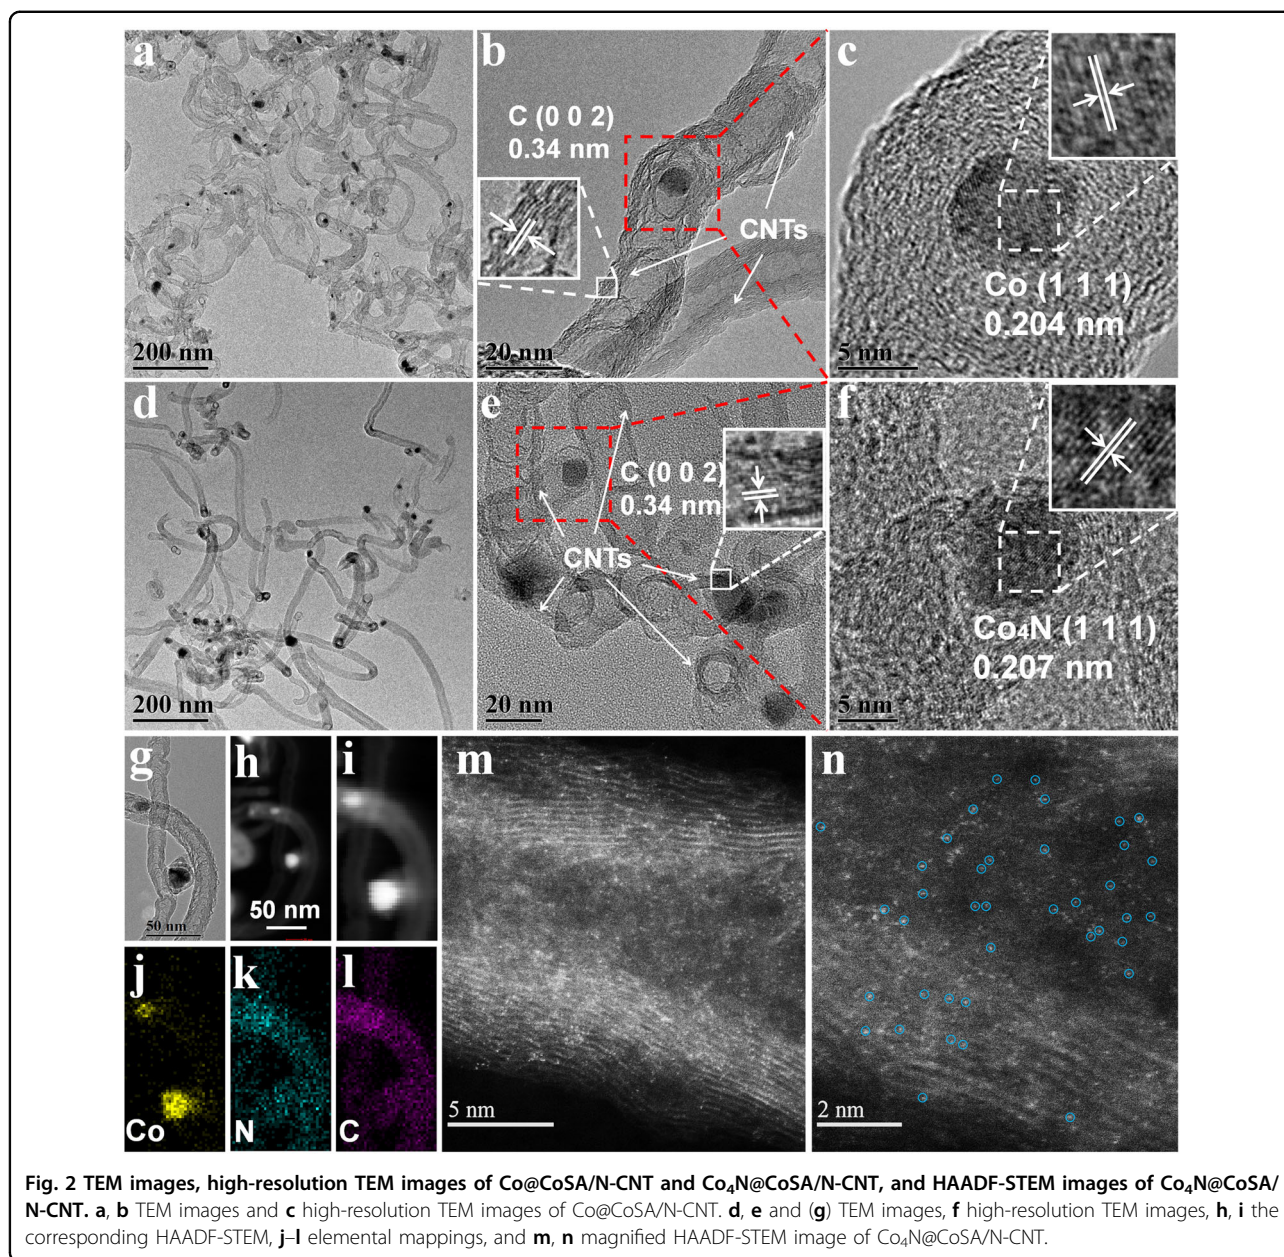 a
200 nm
b
C (0 0 2)
0.34 nm
CNTs
20 nm
c
Co (1 1 1)
0.204 nm
5 nm
d
200 nm
e
C (0 0 2)
0.34 nm
CNTs
20 nm
f
Co₄N (1 1 1)
0.207 nm
5 nm
g
50 nm
h
50 nm
i
j
Co
k
N
l
C
m
5 nm
n
2 nm
Fig. 2 TEM images, high-resolution TEM images of Co@CoSA/N-CNT and Co₄N@CoSA/N-CNT, and HAADF-STEM images of Co₄N@CoSA/
N-CNT. a, b TEM images and c high-resolution TEM images of Co@CoSA/N-CNT. d, e and (g) TEM images, f high-resolution TEM images, h, i the
corresponding HAADF-STEM, j–l elemental mappings, and m, n magnified HAADF-STEM image of Co₄N@CoSA/N-CNT.